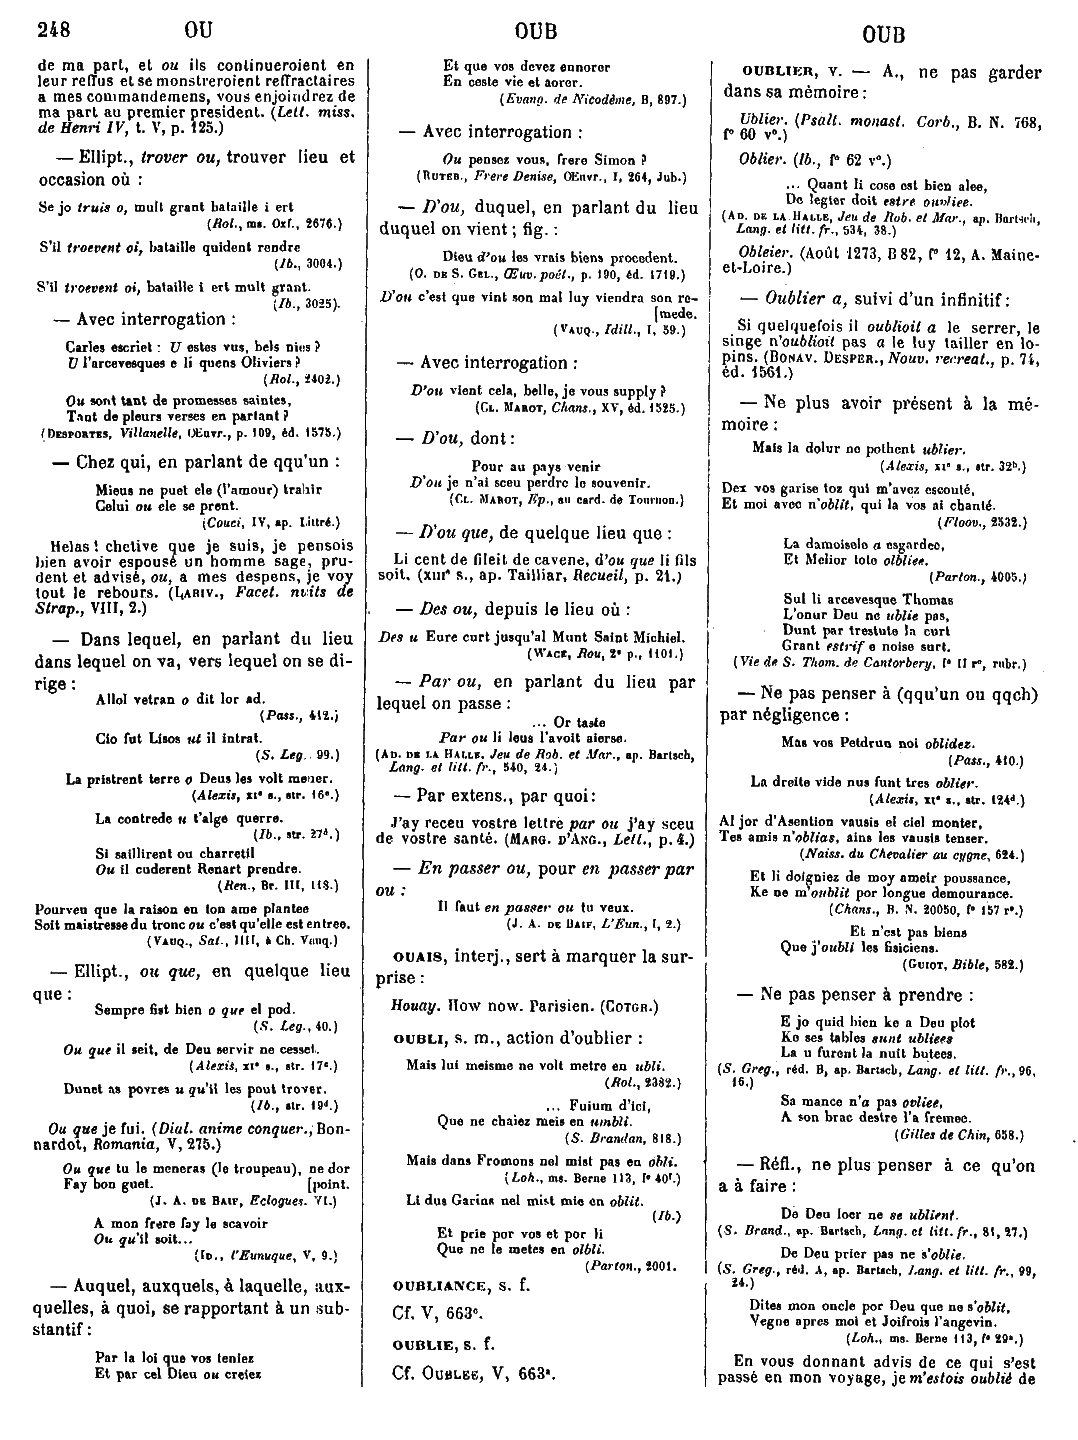 248 OU OUB OUB
de ma part, et ou ils continueroient en
leur reffus et se monstreroient reffractaires
a mes commandemens, vous enjoindrez de
ma part au premier president. (Lett. miss.
de Henri IV, t. V, p. 125.)
— Ellipt., trover ou, trouver lieu et
occasion où :
Se jo truis o, mult grant bataille i ert
(Rol., ms. Oxf., 2676.)
S'il troevent oi, bataille quident rendre
(Ib., 3004.)
S'il troevent oi, bataille i ert mult grant.
(Ib., 3025).
— Avec interrogation :
Carles escriet : U estes vus, bels nies ?
U l'arcevesques e li quens Oliviers ?
(Rol., 2402.)
Ou sont tant de promesses saintes,
Tant de pleurs verses en partant ?
(DESPORTES, Villanelle, Œuvr., p. 109, éd. 1575.)
— Chez qui, en parlant de qqu'un :
Mieus ne puet ele (l'amour) trahir
Celui ou ele se prent.
(Couci, IV, ap. Littré.)
Helas ! chetive que je suis, je pensois
bien avoir espousé un homme sage, pru-
dent et advisé, ou, a mes despens, je voy
tout le rebours. (LARIV., Facet. nuits de
Strap., VIII, 2.)
— Dans lequel, en parlant du lieu
dans lequel on va, vers lequel on se di-
rige :
Allol vetran o dit lor ad.
(Pass., 412.)
Cio fut Lisos ut il intrat.
(S. Leg. 99.)
La pristrent terre o Deus les volt mener.
(Alexis, XIe s., str. 16e.)
La contrede u t'alge querre.
(Ib., str. 27d.)
Si saillirent ou charretil
Ou il cuderent Renart prendre.
(Ren., Br. III, 118.)
Pourveu que la raison en ton ame plantee
Soit maistresse du tronc ou c'est qu'elle est entree.
(VAUQ., Sat., IIII, à Ch. Vauq.)
— Ellipt., ou que, en quelque lieu
que :
Sempre fist bien o que el pod.
(S. Leg., 40.)
Ou que il seit, de Deu servir ne cesset.
(Alexis, XIe s., str. 17e.)
Dunet as povres u qu'il les pout trover.
(Ib., str. 19d.)
Ou que je fui. (Dial. anime conquer., Bon-
nardot, Romania, V, 275.)
Ou que tu le meneras (le troupeau), ne dor
Fay bon guet. [point.
(J. A. DE BAIF, Eclogues. VI.)
A mon frere fay le scavoir
Ou qu'il soit...
(ID., l'Eunuque, V, 9.)
— Auquel, auxquels, à laquelle, aux-
quelles, à quoi, se rapportant à un sub-
stantif :
Par la loi que vos teniez
Et par cel Dieu ou creiez
Et que vos devez ennorer
En ceste vie et aorer.
(Evang. de Nicodème, B, 897.)
— Avec interrogation :
Ou pensez vous, frere Simon ?
(RUTEB., Frere Denise, Œuvr., I, 264, Jub.)
— D'ou, duquel, en parlant du lieu
duquel on vient ; fig. :
Dieu d'ou les vrais biens procedent.
(O. DE S. GEL., Œuv. poét., p. 190, éd. 1719.)
D'ou c'est que vint son mal luy viendra son re-
[mede.
(VAUQ., Idill., I, 59.)
— Avec interrogation :
D'ou vient cela, belle, je vous supply ?
(CL. MAROT, Chans., XV, éd. 1525.)
— D'ou, dont :
Pour au pays venir
D'ou je n'ai sceu perdre le souvenir.
(CL. MAROT, Ep., au card. de Tournon.)
— D'ou que, de quelque lieu que :
Li cent de fileit de cavene, d'ou que li fils
soit. (XIIIe s., ap. Tailliar, Recueil, p. 21.)
— Des ou, depuis le lieu où :
Des u Eure curt jusqu'al Munt Saint Michiel.
(WACE, Rou, 2e p., 1101.)
— Par ou, en parlant du lieu par
lequel on passe :
... Or taste
Par ou li leus l'avoit aierse.
(AD. DE LA HALLE, Jeu de Rob. et Mar., ap. Bartsch,
Lang. et litt. fr., 540, 24.)
— Par extens., par quoi :
J'ay receu vostre lettre par ou j'ay sceu
de vostre santé. (MARG. D'ANG., Lett., p. 4.)
— En passer ou, pour en passer par
ou :
Il faut en passer ou tu veux.
(J. A. DE BAIF, L'Eun., I, 2.)
OUAIS, interj., sert à marquer la sur-
prise :
Houay. How now. Parisien. (COTGR.)
OUBLI, s. m., action d'oublier :
Mais lui meisme ne volt metre en ubli.
(Rol., 2382.)
... Fuium d'ici,
Que ne chaiez meis en umbli.
(S. Brandan, 818.)
Mais dans Fromons nel mist pas en obli.
(Loh., ms. Berne 113, f° 40f.)
Li dus Garins nel mist mie en oblit.
(Ib.)
Et prie por vos et por li
Que ne le metes en olbli.
(Parton., 2001.
OUBLIANCE, s. f.
Cf. V, 663c.
OUBLIE, s. f.
Cf. OUBLEE, V, 663a.
OUBLIER, v. — A., ne pas garder
dans sa mémoire :
Ublier. (Psalt. monast. Corb., B. N. 768,
f° 60 v°.)
Oblier. (Ib., f° 62 v°.)
... Quant li cose est bien alee,
De legier doit estre ouvliee.
(AD. DE LA HALLE, Jeu de Rob. et Mar., ap. Bartsch,
Lang. et litt. fr., 534, 38.)
Obleier. (Août 1273, B 82, f° 12, A. Maine-
et-Loire.)
— Oublier a, suivi d'un infinitif :
Si quelquefois il oublioit a le serrer, le
singe n'oublioit pas a le luy tailler en lo-
pins. (BONAV. DESPER., Nouv. recreat., p. 74,
éd. 1561.)
— Ne plus avoir présent à la mé-
moire :
Mais la dolur ne pothent ublier.
(Alexis, XIe s., str. 32b.)
Dex vos garise toz qui m'avez escouté,
Et moi avec n'oblit, qui la vos ai chanté.
(Floov., 2532.)
La damoisele a esgardee,
Et Melior tote olbliee.
(Parton., 4005.)
Sul li arcevesque Thomas
L'onur Deu ne ublie pas,
Dunt par trestute la curt
Grant estrif e noise surt.
(Vie de S. Thom. de Cantorbery, f° II r°, rubr.)
— Ne pas penser à (qqu'un ou qqch)
par négligence :
Mas vos Petdrun noi oblidez.
(Pass., 410.)
La dreite vide nus funt tres oblier.
(Alexis, XIe s., str. 124d.)
Al jor d'Asention vausis el ciel monter,
Tes amis n'oblias, ains les vausis tenser.
(Naiss. du Chevalier au cygne, 624.)
Et li doigniez de moy ameir poussance,
Ke ne m'oublit por longue demourance.
(Chans., B. N. 20050, f° 157 r°.)
Et n'est pas biens
Que j'oubli les fisiciens.
(GUIOT, Bible, 582.)
— Ne pas penser à prendre :
E jo quid bien ke a Deu plot
Ke ses tables sunt ubliees
La u furent la nuit butees.
(S. Greg., réd. B, ap. Bartsch, Lang. et litt. fr., 96,
16.)
Sa mance n'a pas ovliee,
A son brac destre l'a fremee.
(Gilles de Chin, 658.)
— Réfl., ne plus penser à ce qu'on
a à faire :
De Deu loer ne se ublient.
(S. Brand., ap. Bartsch, Lang. et litt. fr., 81, 27.)
De Deu prier pas ne s'oblie.
(S. Greg., réd. A, ap. Bartsch, Lang. et litt. fr., 99,
24.)
Dites mon oncle por Deu que ne s'oblit,
Vegne apres moi et Joifrois l'angevin.
(Loh., ms. Berne 113, f° 29a.)
En vous donnant advis de ce qui s'est
passé en mon voyage, je m'estois oublié de